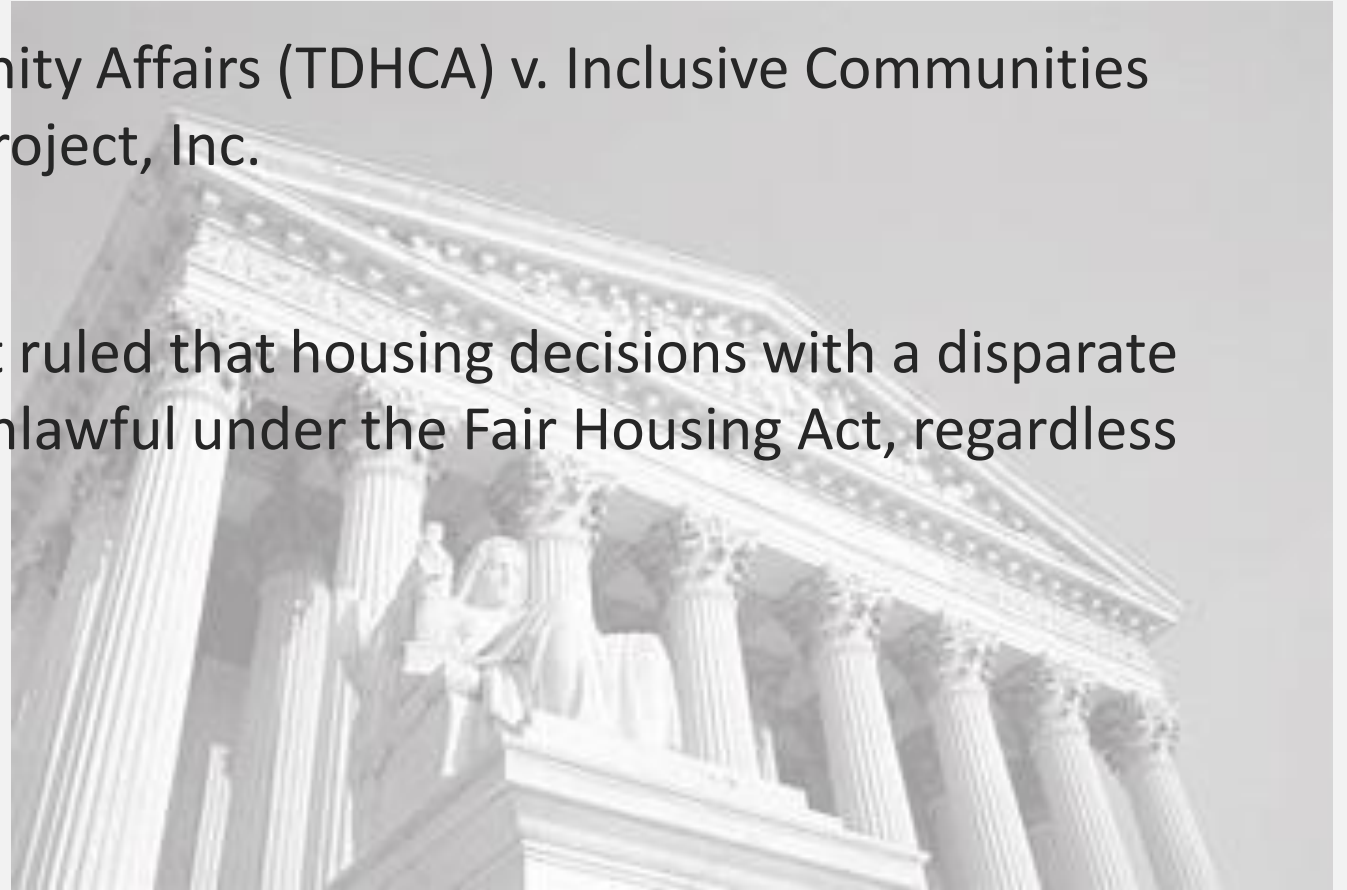 nity Affairs (TDHCA) v. Inclusive Communities
roject, Inc.
t ruled that housing decisions with a disparate
nlawful under the Fair Housing Act, regardless